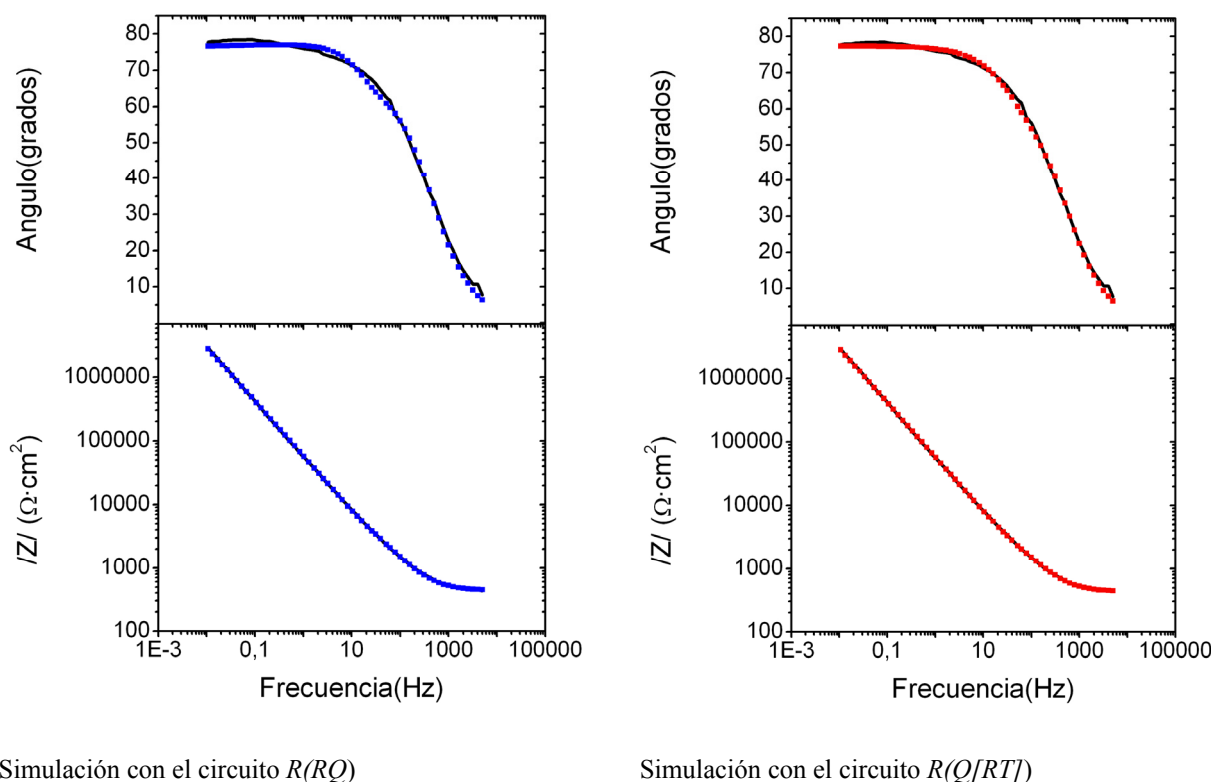 80
70
60
50
40
30
20
10
Angulo(grados)
1000000
100000
10000
1000
100
/Z/ (Ω·cm²)
1E-3 0,1 10 1000 100000
Frecuencia(Hz)
Simulación con el circuito R(RQ)
80
70
60
50
40
30
20
10
Angulo(grados)
1000000
100000
10000
1000
100
/Z/ (Ω·cm²)
1E-3 0,1 10 1000 100000
Frecuencia(Hz)
Simulación con el circuito R(Q[RT])